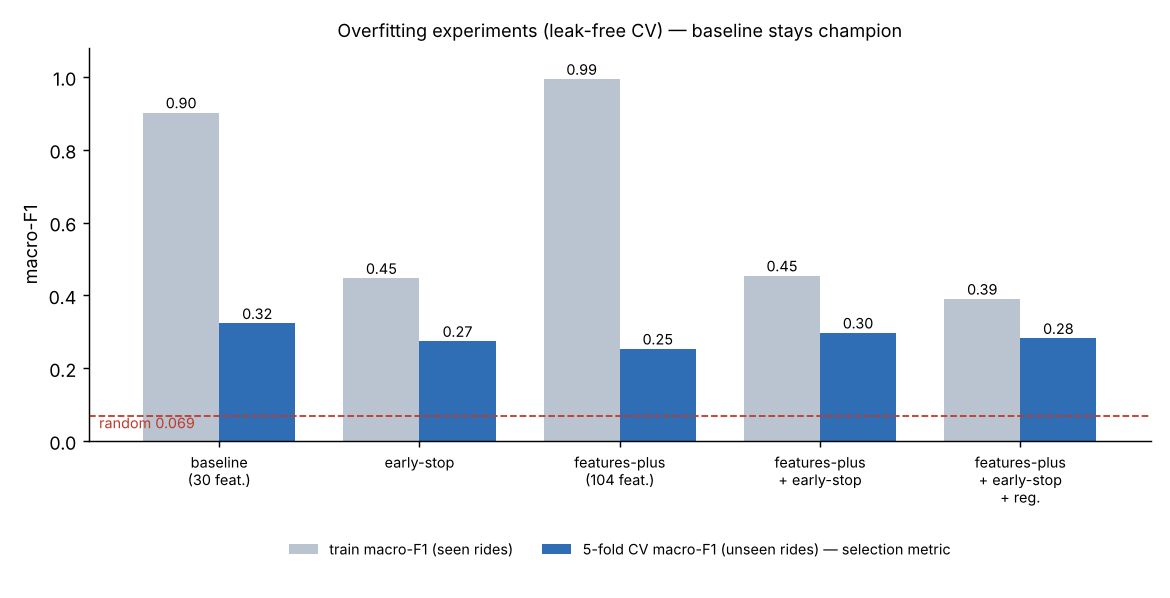 Overfitting experiments (leak-free CV) — baseline stays champion
macro-F1
1.0
0.8
0.6
0.4
0.2
0.0
0.90
0.32
0.45
0.27
0.99
0.25
0.45
0.30
0.39
0.28
random 0.069
baseline
(30 feat.)
early-stop
features-plus
(104 feat.)
features-plus
+ early-stop
features-plus
+ early-stop
+ reg.
train macro-F1 (seen rides)
5-fold CV macro-F1 (unseen rides) — selection metric